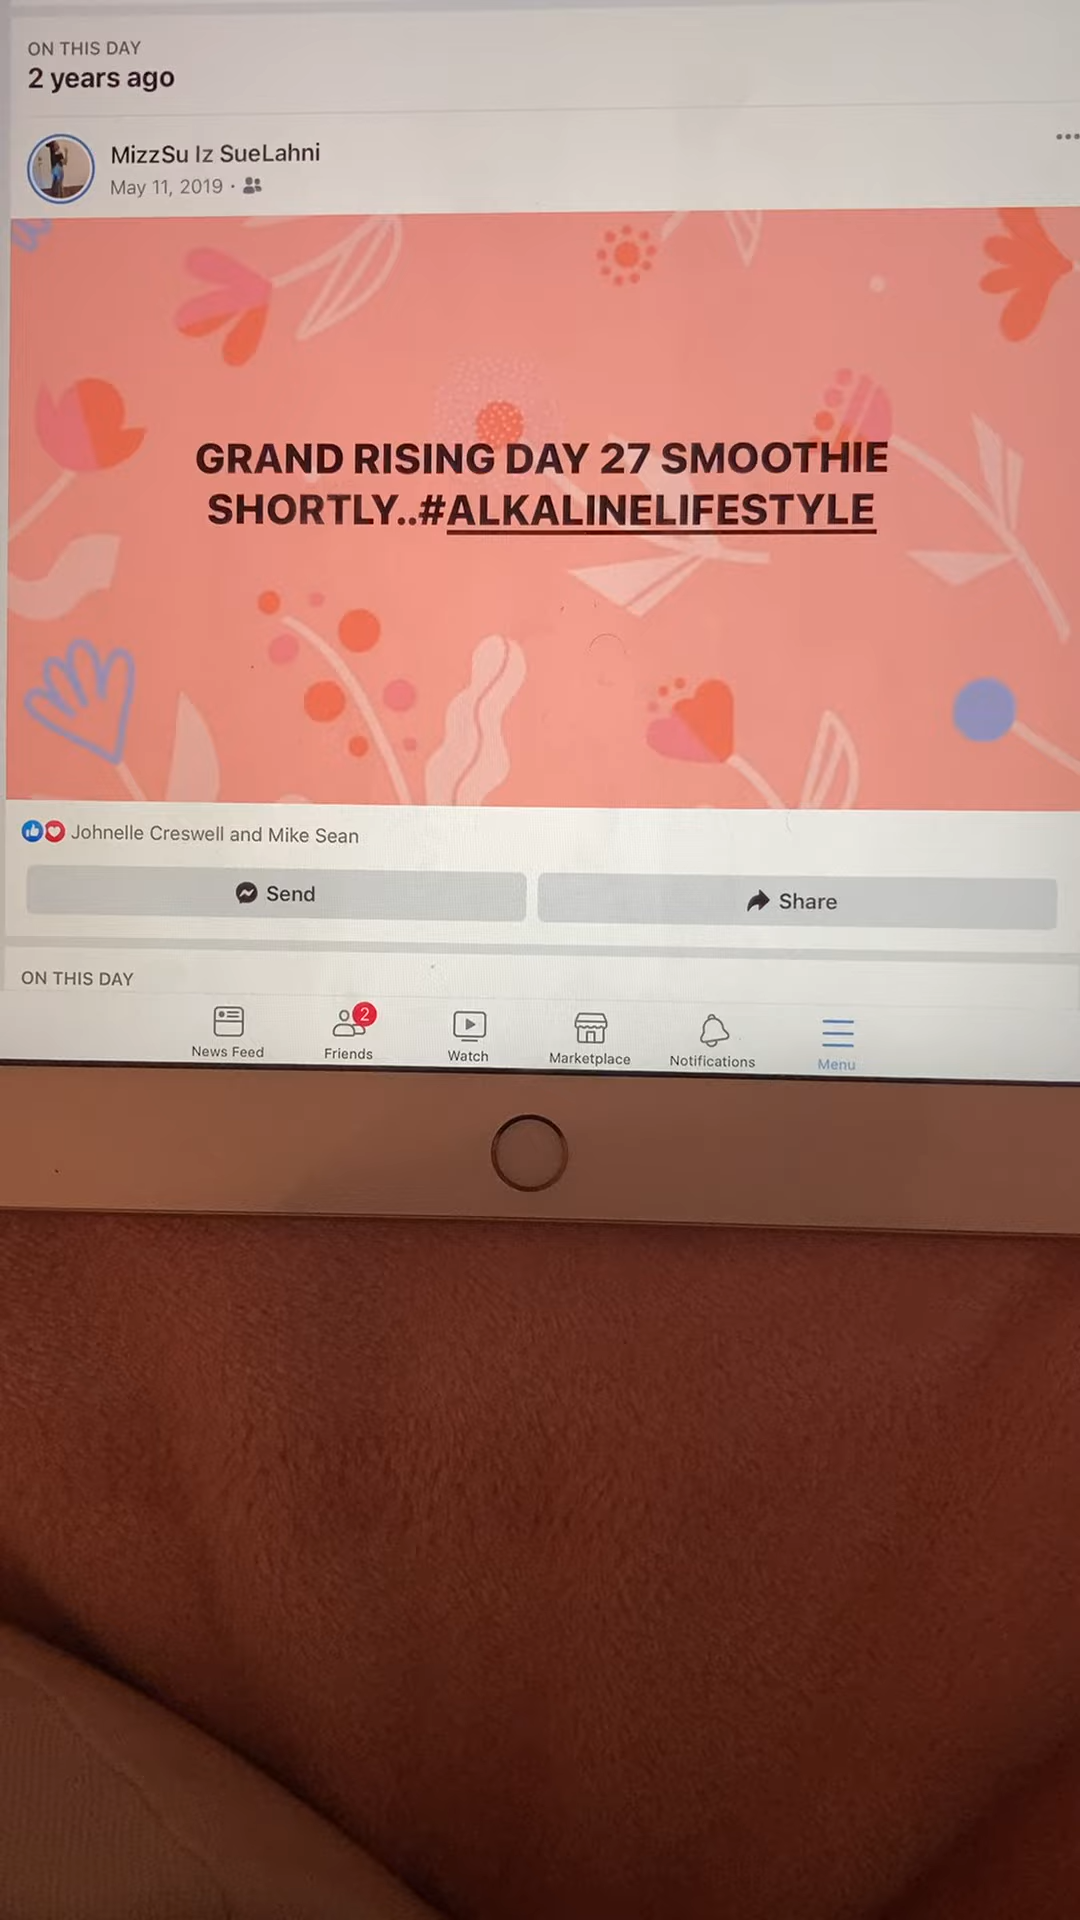 ON THIS DAY
2 years ago
MizzSu Iz SueLahni
May 11, 2019 ·
GRAND RISING DAY 27 SMOOTHIE
SHORTLY..#ALKALINELIFESTYLE
Johnelle Creswell and Mike Sean
Send
Share
ON THIS DAY
2
News Feed
Friends
Watch
Marketplace
Notifications
Menu